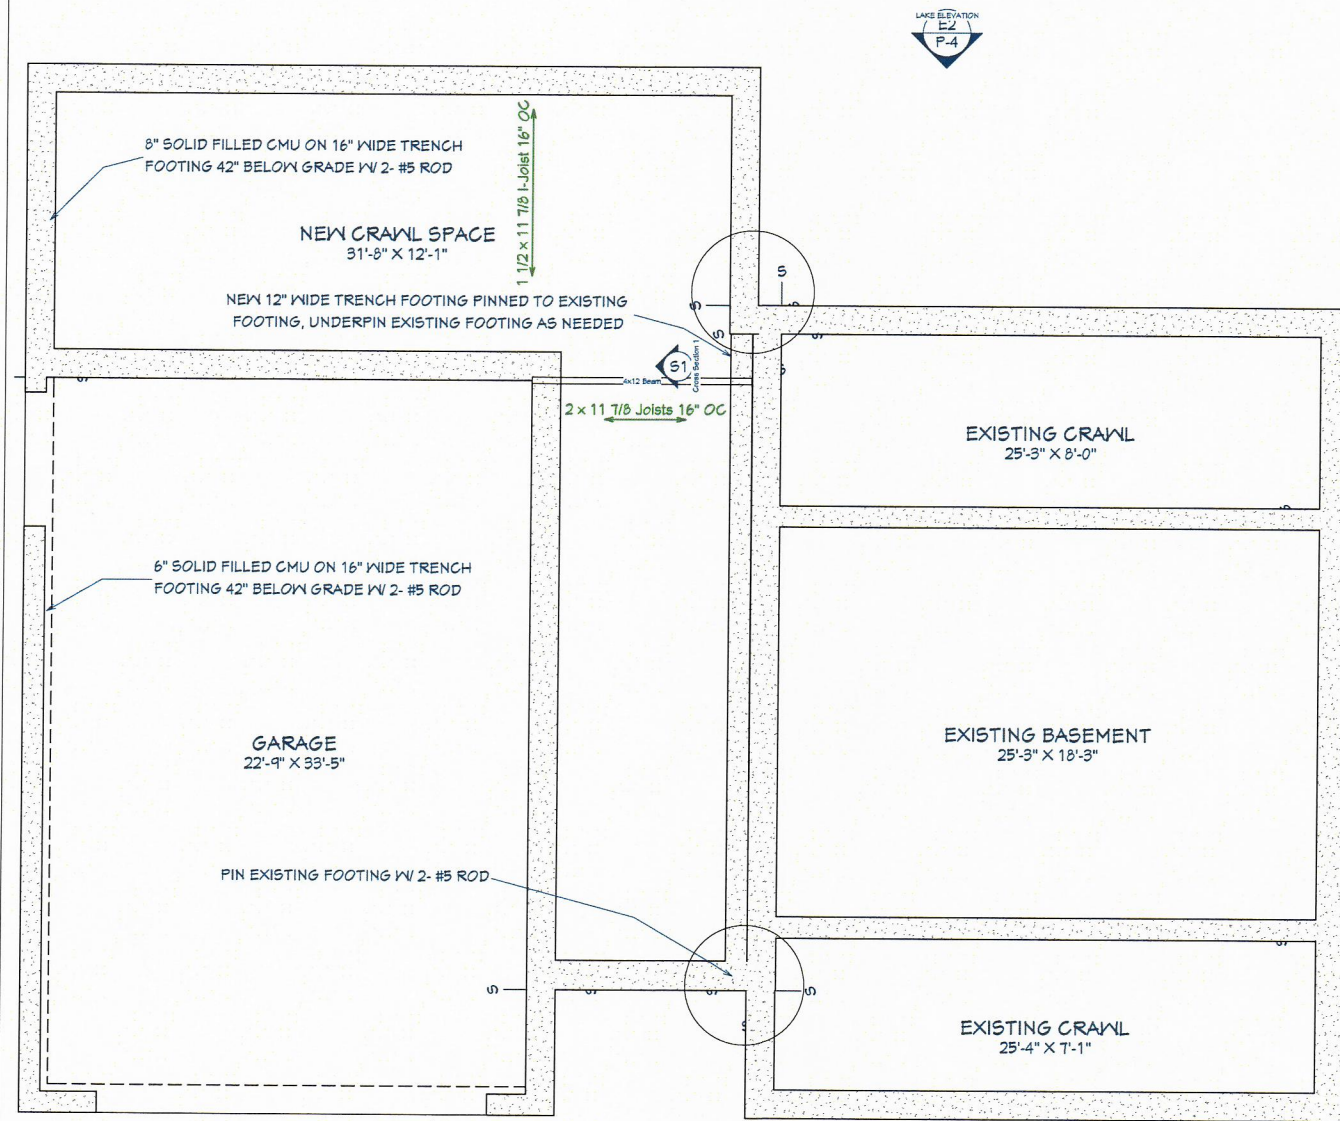 LAKE ELEVATION
E2
P-4
8" SOLID FILLED CMU ON 16" WIDE TRENCH
FOOTING 42" BELOW GRADE W/ 2- #5 ROD
1 1/2 x 11 7/8 I-Joist 16" OC
NEW CRAWL SPACE
31'-8" X 12'-1"
NEW 12" WIDE TRENCH FOOTING PINNED TO EXISTING
FOOTING, UNDERPIN EXISTING FOOTING AS NEEDED
S
S
S
S
S
S1
Cross Section 1
4x12 Beam
2 x 11 7/8 Joists 16" OC
EXISTING CRAWL
25'-3" X 8'-0"
6" SOLID FILLED CMU ON 16" WIDE TRENCH
FOOTING 42" BELOW GRADE W/ 2- #5 ROD
GARAGE
22'-9" X 33'-5"
EXISTING BASEMENT
25'-3" X 18'-3"
PIN EXISTING FOOTING W/ 2- #5 ROD
S
S
S
S
EXISTING CRAWL
25'-4" X 7'-1"